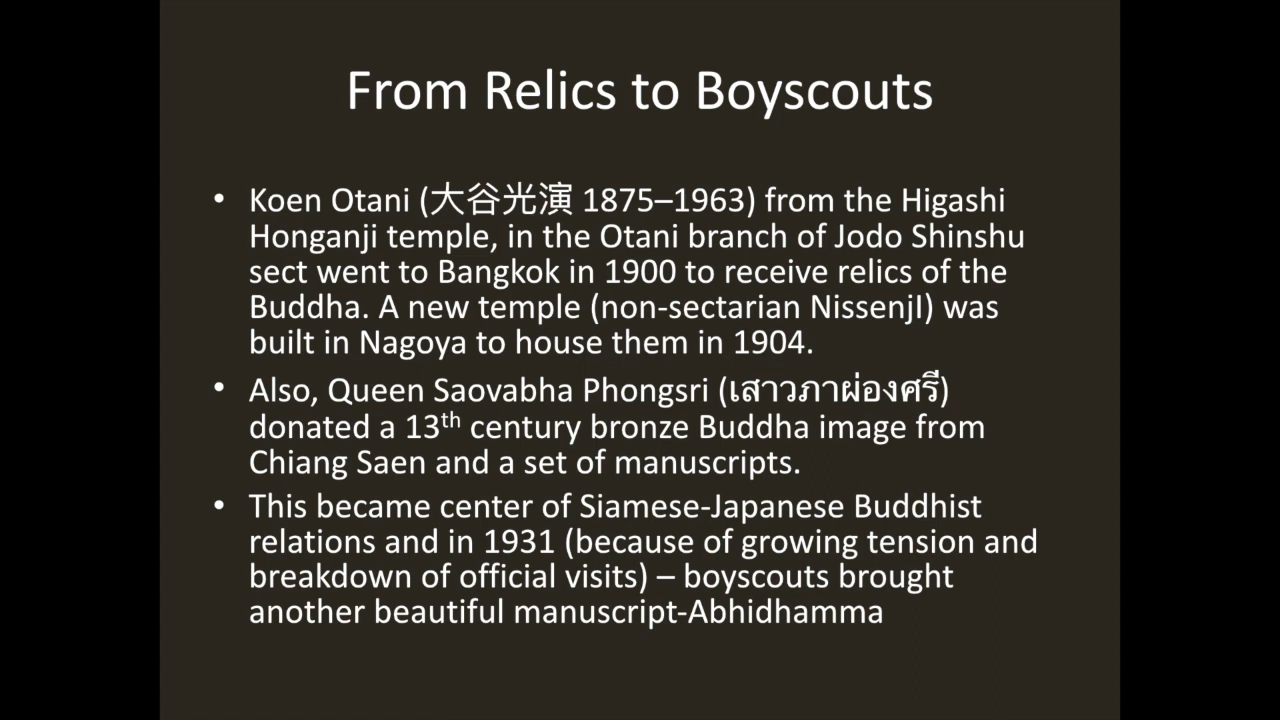 From Relics to Boyscouts
• Koen Otani (大谷光演 1875–1963) from the Higashi
Honganji temple, in the Otani branch of Jodo Shinshu
sect went to Bangkok in 1900 to receive relics of the
Buddha. A new temple (non-sectarian NissenjI) was
built in Nagoya to house them in 1904.
• Also, Queen Saovabha Phongsri (เสาวภาผ่องศรี)
donated a 13th century bronze Buddha image from
Chiang Saen and a set of manuscripts.
• This became center of Siamese-Japanese Buddhist
relations and in 1931 (because of growing tension and
breakdown of official visits) – boyscouts brought
another beautiful manuscript-Abhidhamma